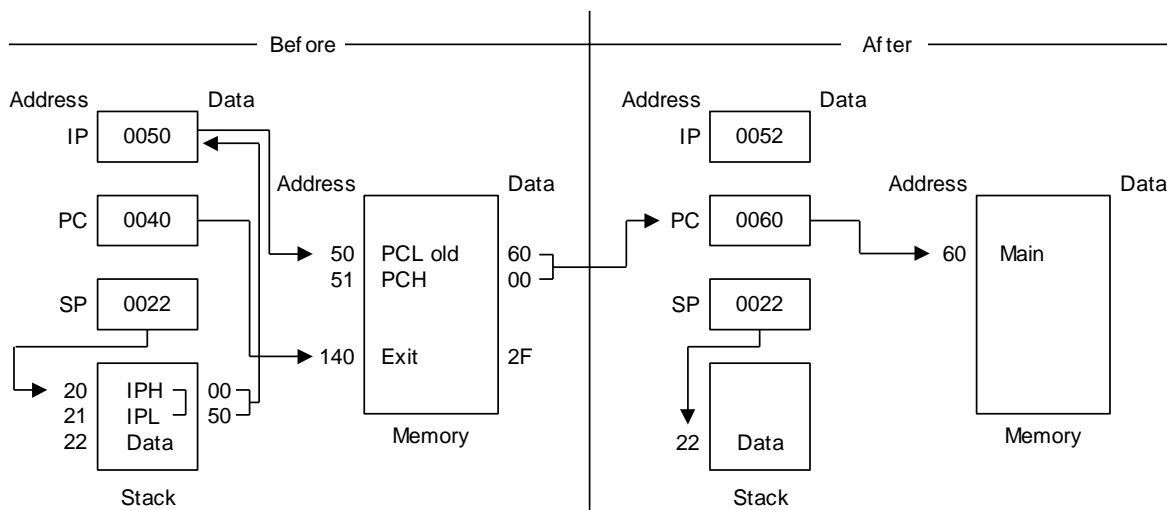 Before
Address Data
IP 0050
PC 0040
SP 0022
20 IPH 00
21 IPL 50
22 Data
Stack
Address Data
50 PCL old 60
51 PCH 00
140 Exit 2F
Memory
After
Address Data
IP 0052
PC 0060
SP 0022
22 Data
Stack
Address Data
60 Main
Memory